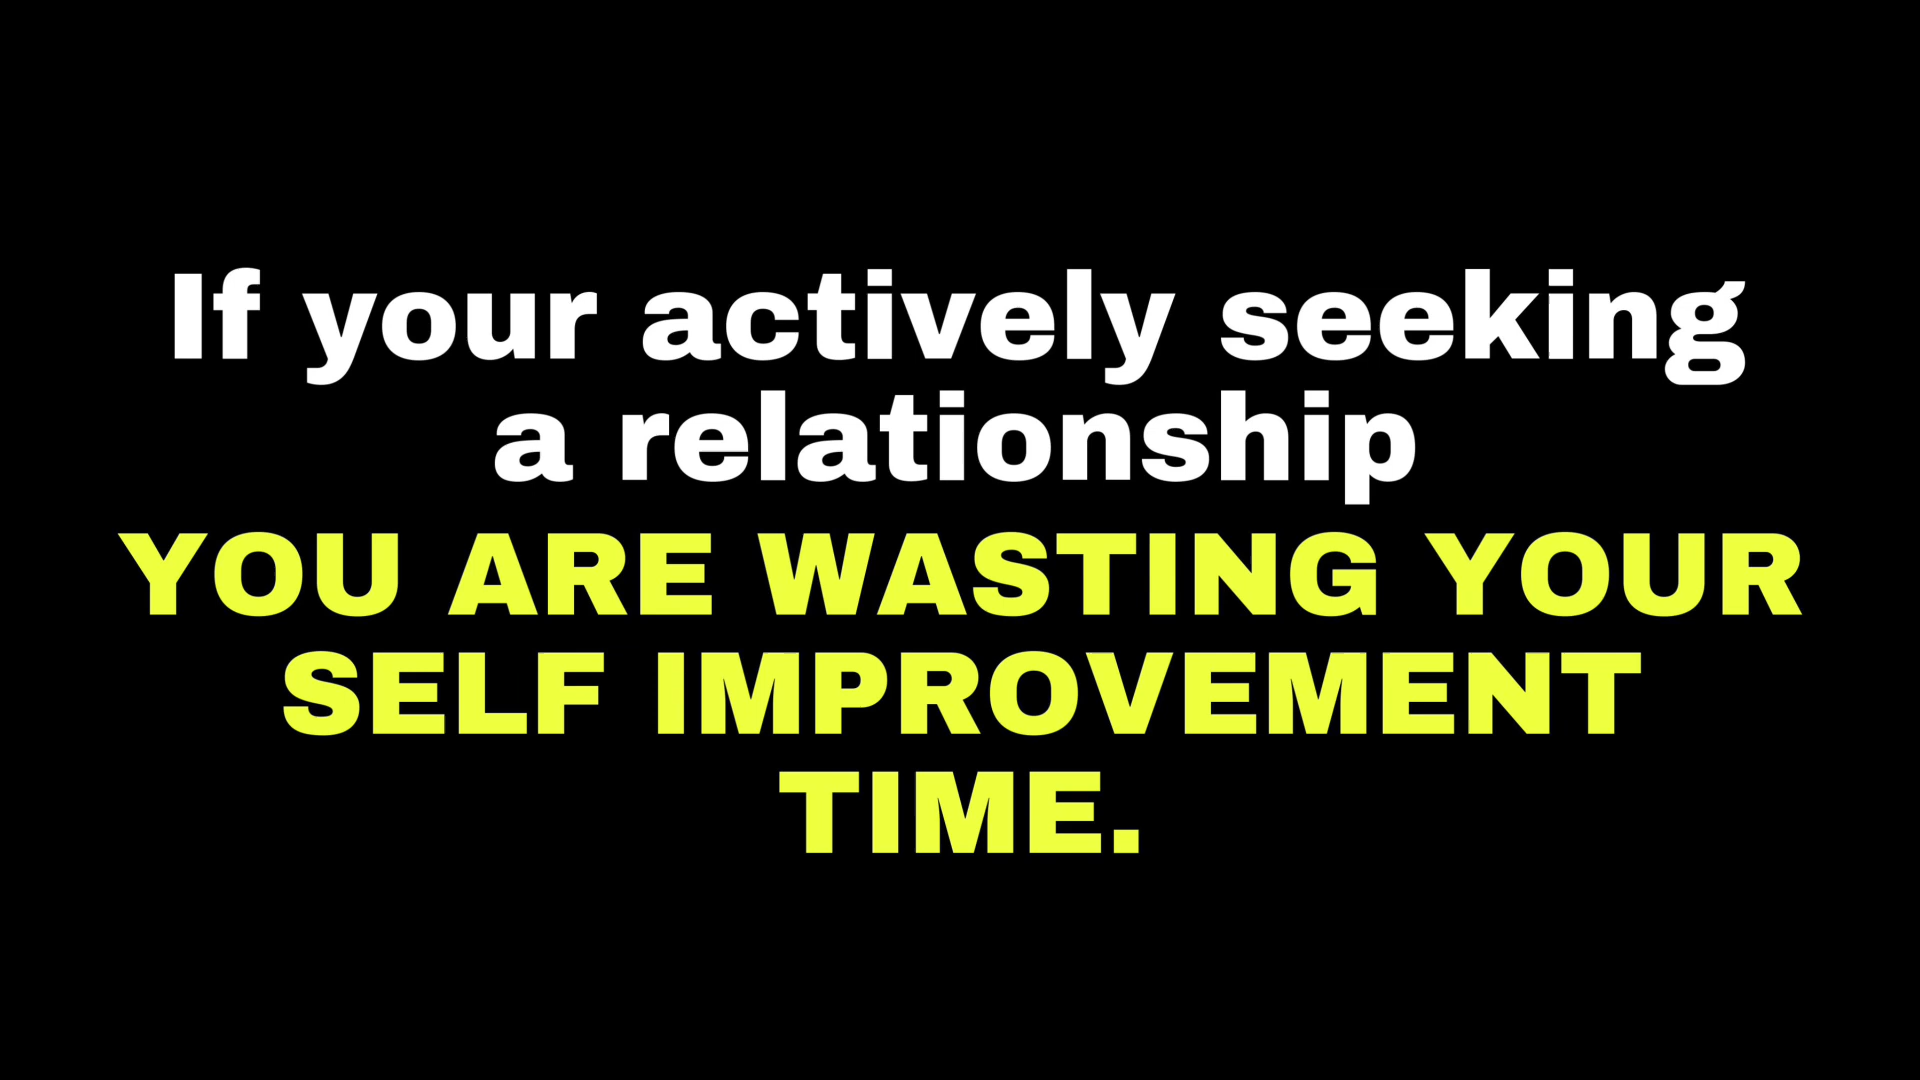 If your actively seeking
a relationship
YOU ARE WASTING YOUR
SELF IMPROVEMENT
TIME.